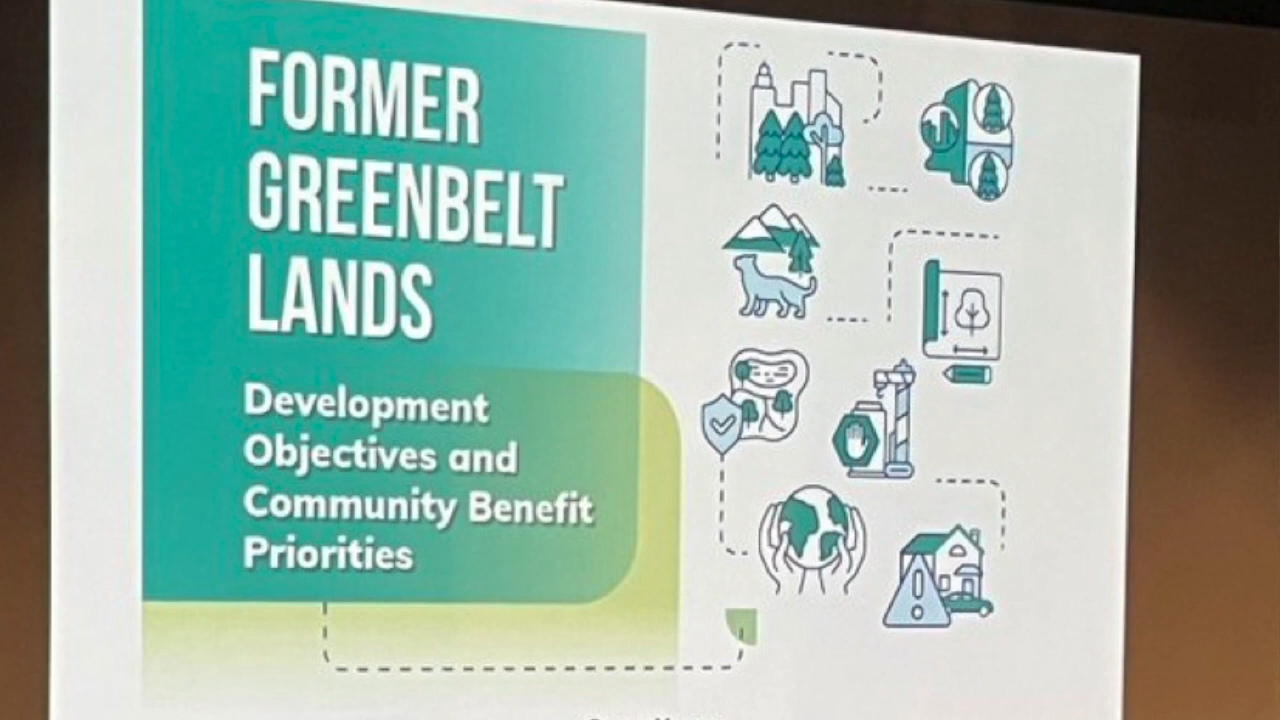 FORMER
GREENBELT
LANDS
Development
Objectives and
Community Benefit
Priorities